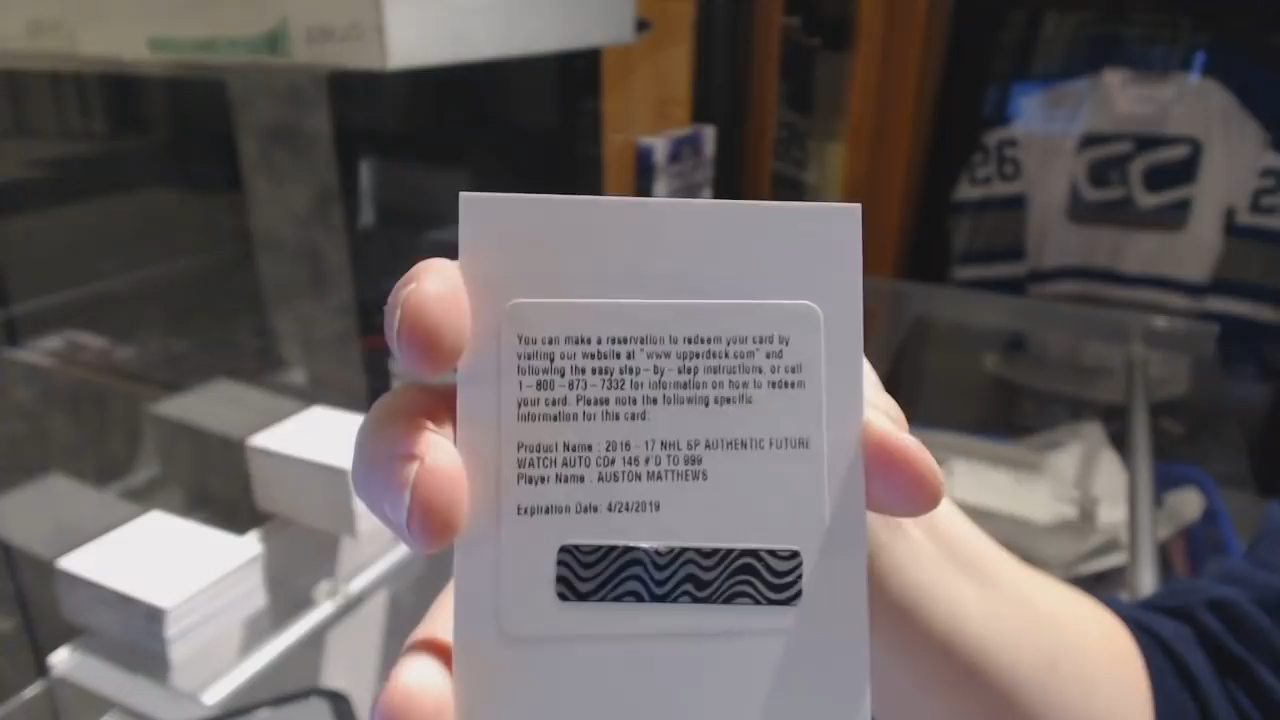 You can make a reservation to redeem your card by
visiting our website at "www.upperdeck.com" and
following the easy step-by-step instructions, or call
1-800-873-7332 for information on how to redeem
your card. Please note the following specific
information for this card:
Product Name : 2016 - 17 NHL SP AUTHENTIC FUTURE
WATCH AUTO CD# 146 #'D TO 999
Player Name : AUSTON MATTHEWS
Expiration Date: 4/24/2019
26
CC
2